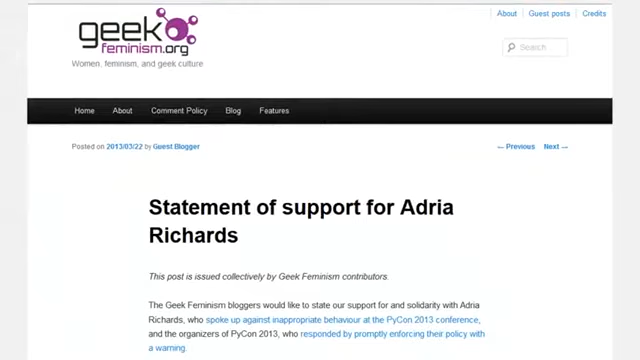 About Guest posts Credits
geek
feminism.org
Women, feminism, and geek culture
Search
Home About Comment Policy Blog Features
Posted on 2013/03/22 by Guest Blogger
← Previous Next →
Statement of support for Adria
Richards
This post is issued collectively by Geek Feminism contributors.
The Geek Feminism bloggers would like to state our support for and solidarity with Adria
Richards, who spoke up against inappropriate behaviour at the PyCon 2013 conference,
and the organizers of PyCon 2013, who responded by promptly enforcing their policy with
a warning.